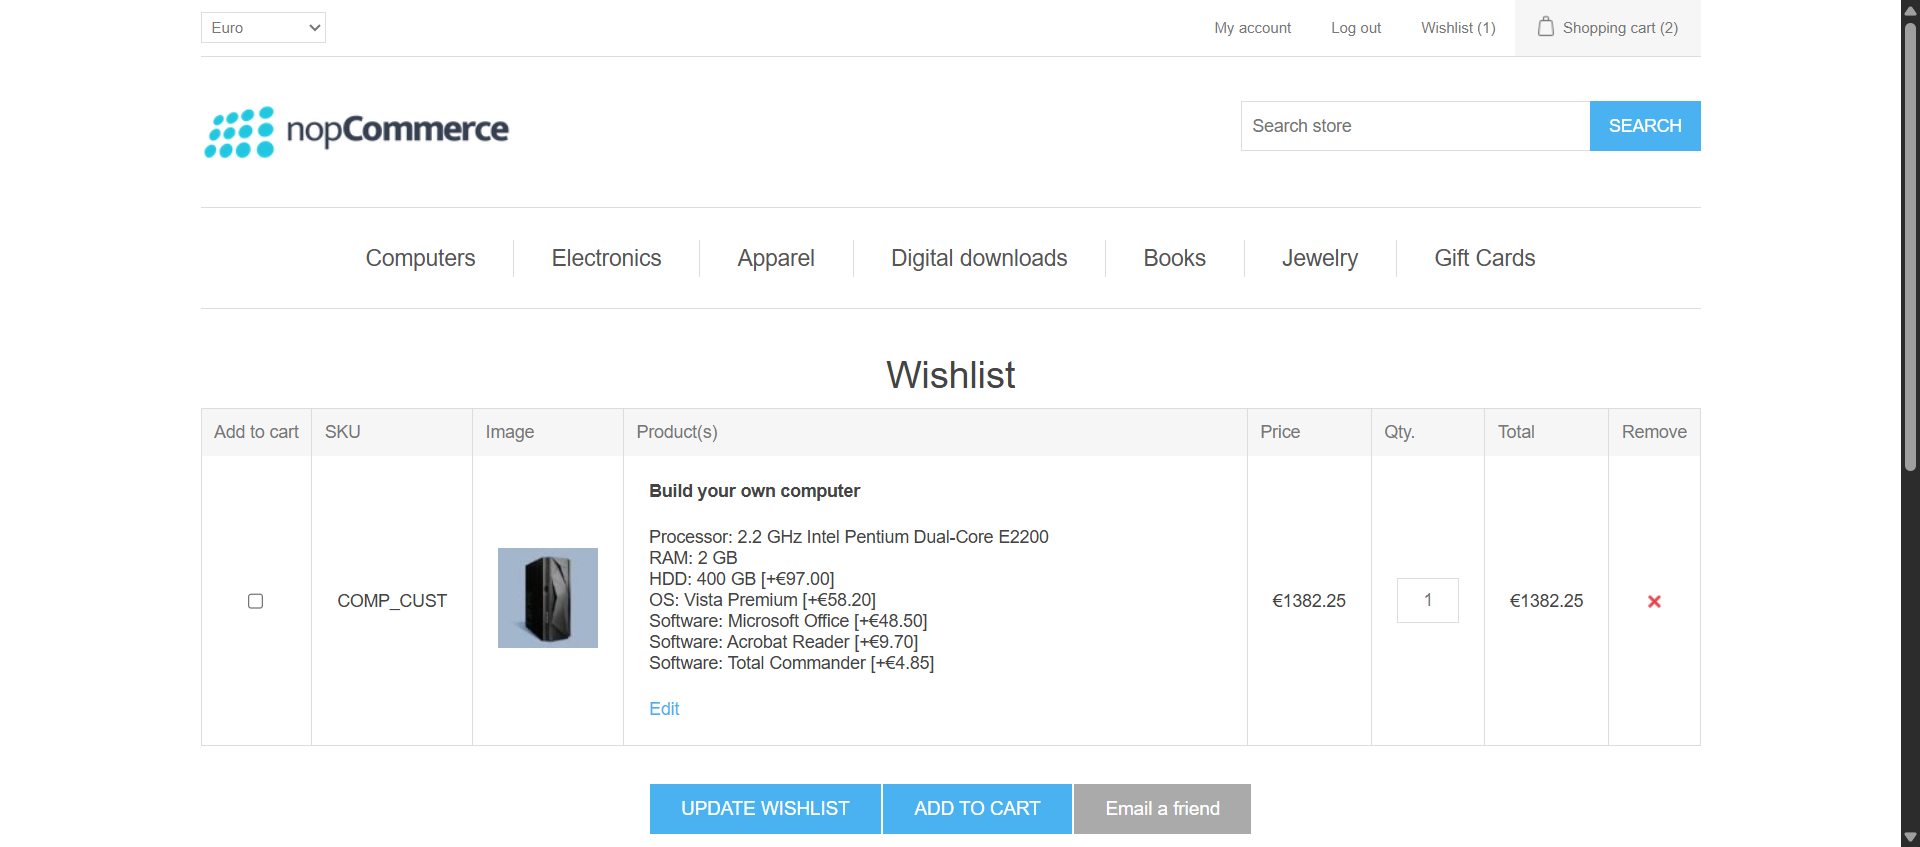 Euro
My account
Log out
Wishlist (1)
Shopping cart (2)
nopCommerce
Search store
SEARCH
Computers
Electronics
Apparel
Digital downloads
Books
Jewelry
Gift Cards
Wishlist
Add to cart
SKU
Image
Product(s)
Price
Qty.
Total
Remove
COMP_CUST
Build your own computer
Processor: 2.2 GHz Intel Pentium Dual-Core E2200
RAM: 2 GB
HDD: 400 GB [+€97.00]
OS: Vista Premium [+€58.20]
Software: Microsoft Office [+€48.50]
Software: Acrobat Reader [+€9.70]
Software: Total Commander [+€4.85]
Edit
€1382.25
1
€1382.25
UPDATE WISHLIST
ADD TO CART
Email a friend